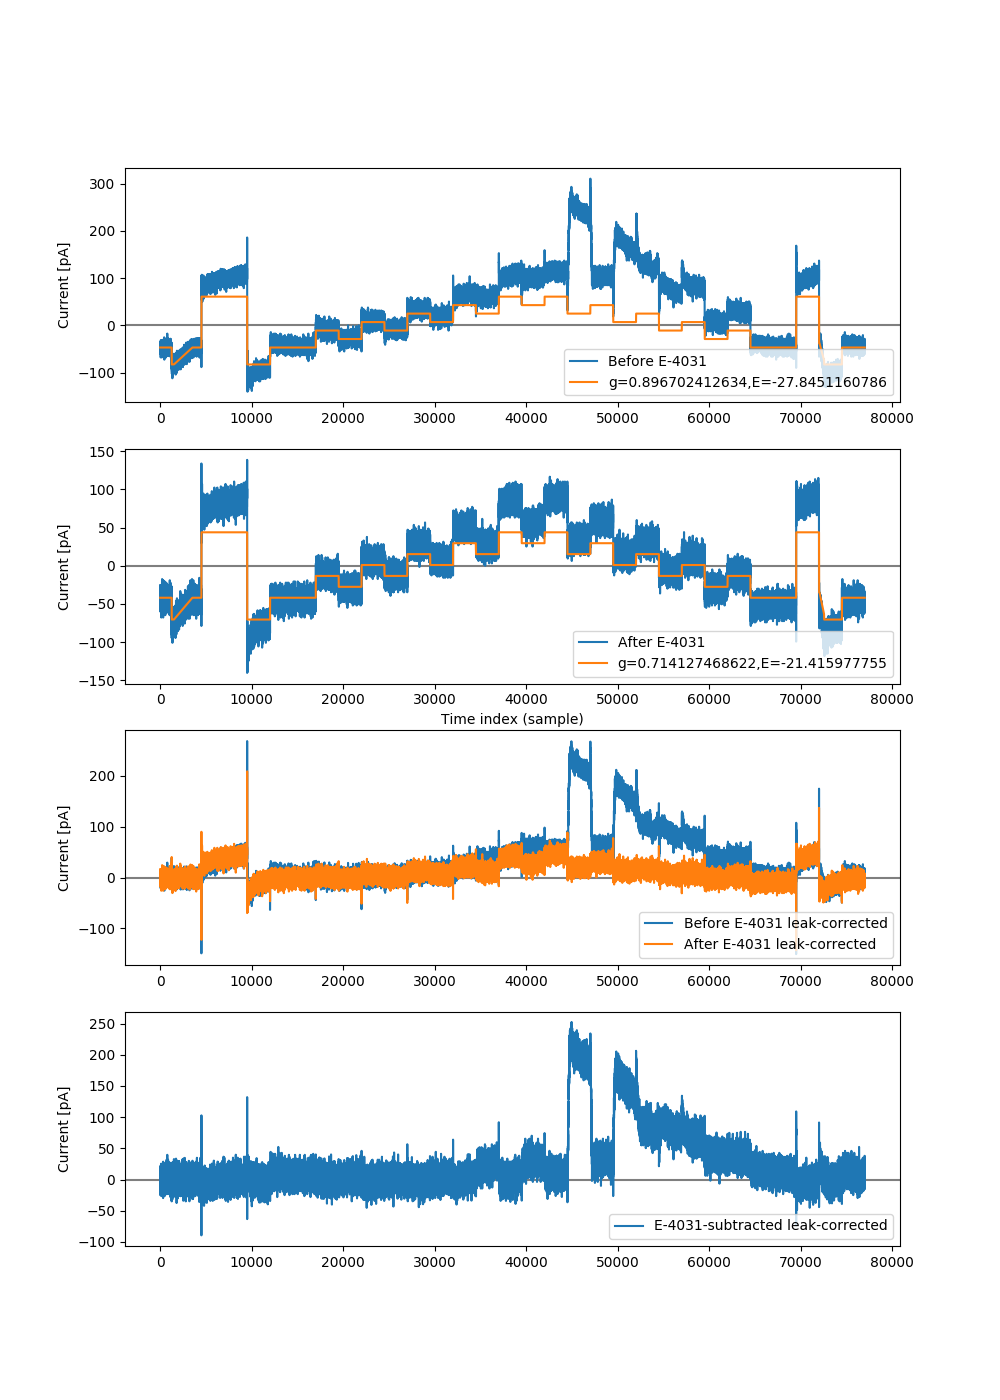 300
200
100
0
−100
Current [pA]
Before E-4031
g=0.896702412634,E=-27.8451160786
0 10000 20000 30000 40000 50000 60000 70000 80000
150
100
50
0
−50
−100
−150
Current [pA]
After E-4031
g=0.714127468622,E=-21.415977755
0 10000 20000 30000 40000 50000 60000 70000 80000
Time index (sample)
200
100
0
−100
Current [pA]
Before E-4031 leak-corrected
After E-4031 leak-corrected
0 10000 20000 30000 40000 50000 60000 70000 80000
250
200
150
100
50
0
−50
−100
Current [pA]
E-4031-subtracted leak-corrected
0 10000 20000 30000 40000 50000 60000 70000 80000